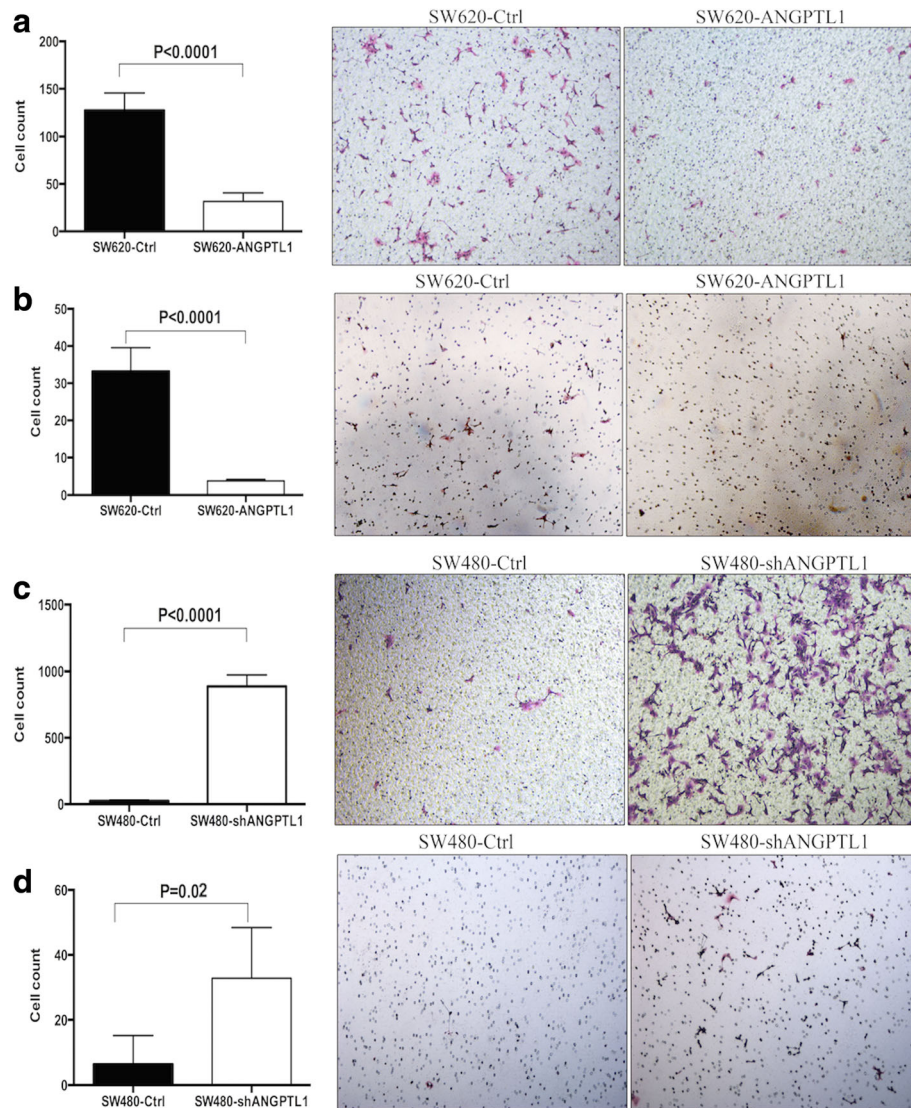 a
SW620-Ctrl
SW620-ANGPTL1
200
150
100
50
0
Cell count
P<0.0001
SW620-Ctrl
SW620-ANGPTL1
b
SW620-Ctrl
SW620-ANGPTL1
50
40
30
20
10
0
Cell count
P<0.0001
SW620-Ctrl
SW620-ANGPTL1
c
SW480-Ctrl
SW480-shANGPTL1
1500
1000
500
0
Cell count
P<0.0001
SW480-Ctrl
SW480-shANGPTL1
d
SW480-Ctrl
SW480-shANGPTL1
60
40
20
0
Cell count
P=0.02
SW480-Ctrl
SW480-shANGPTL1